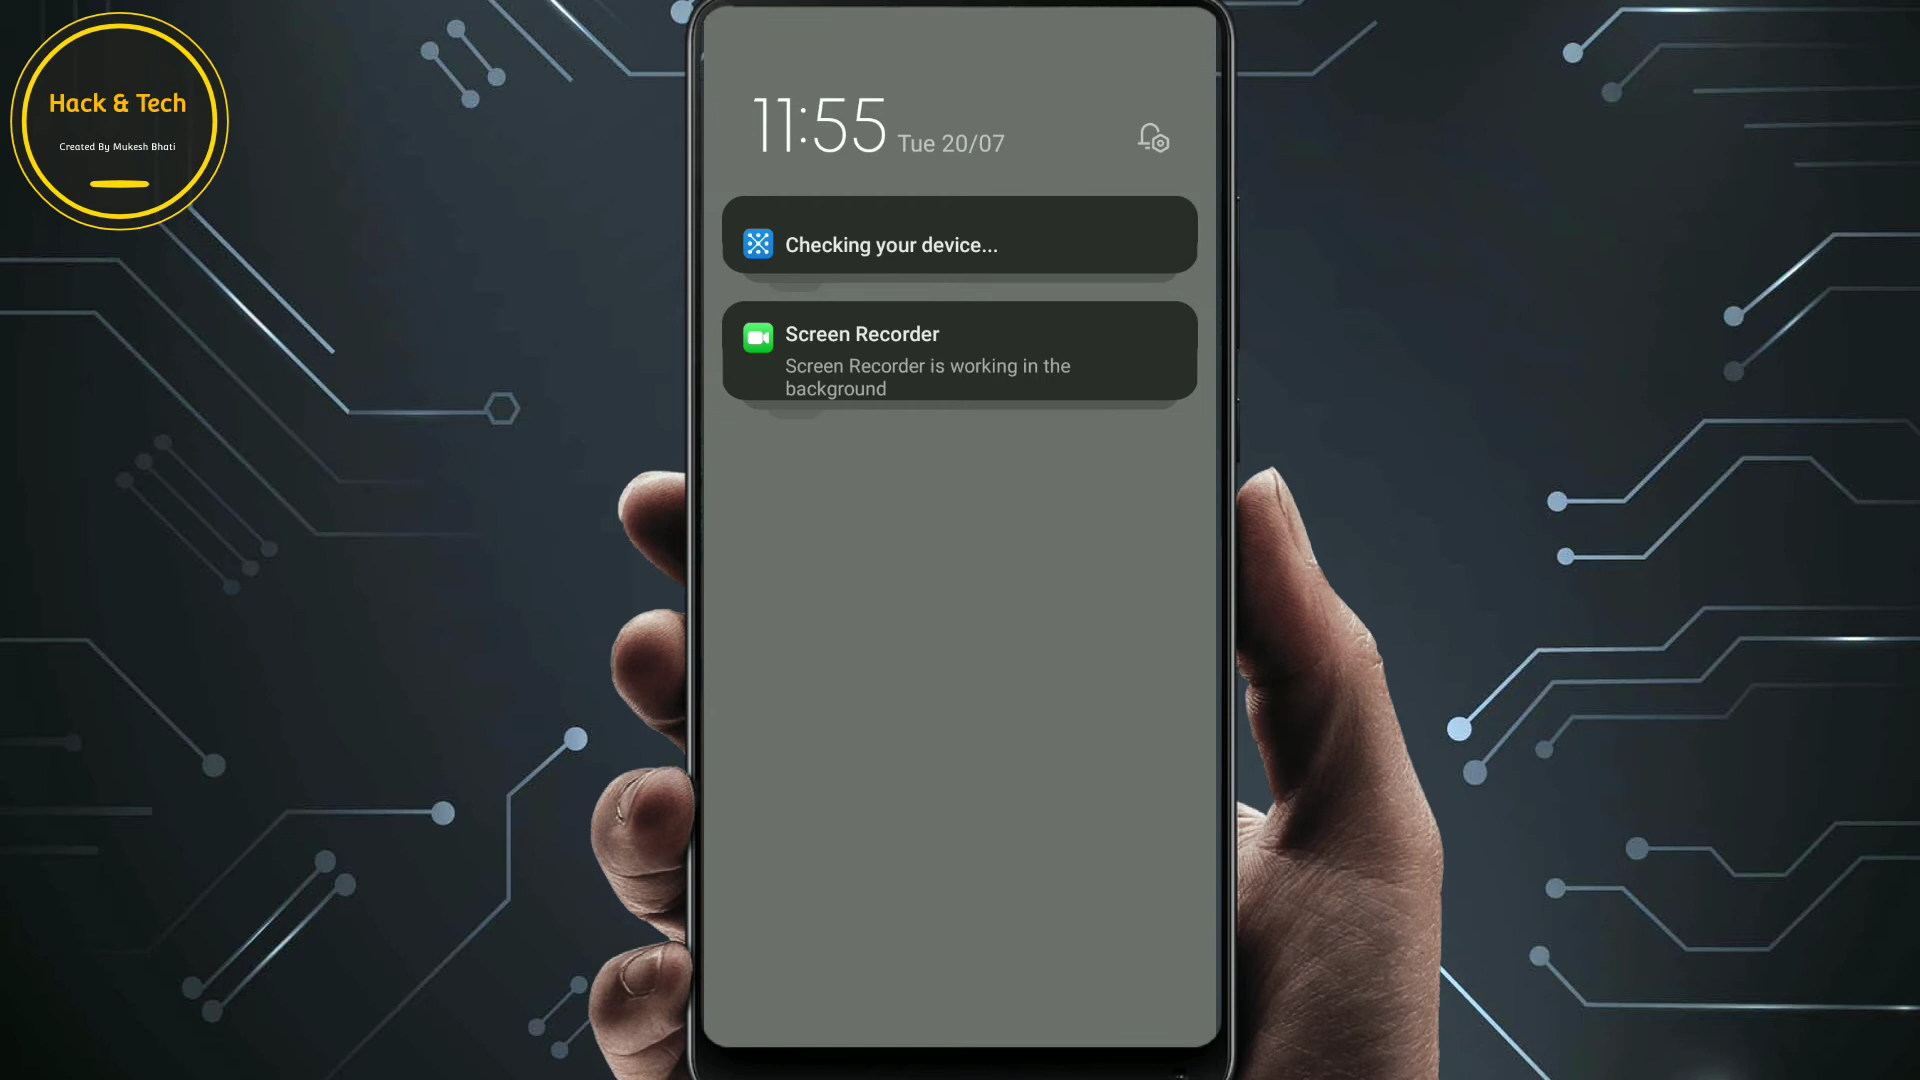 Hack & Tech
Created By Mukesh Bhati
11:55 Tue 20/07
Checking your device...
Screen Recorder
Screen Recorder is working in the
background